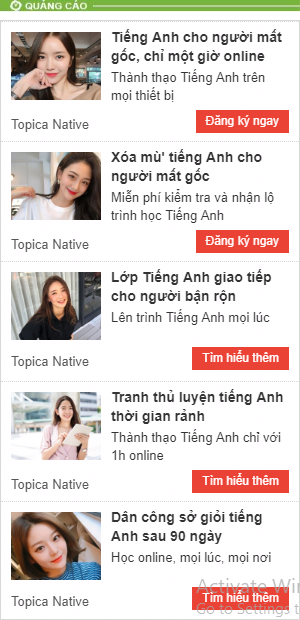 QUẢNG CÁO
Tiếng Anh cho người mất
gốc, chỉ một giờ online
Thành thạo Tiếng Anh trên
mọi thiết bị
Topica Native
Đăng ký ngay
Xóa mù' tiếng Anh cho
người mất gốc
Miễn phí kiểm tra và nhận lộ
trình học Tiếng Anh
Topica Native
Đăng ký ngay
Lớp Tiếng Anh giao tiếp
cho người bận rộn
Lên trình Tiếng Anh mọi lúc
Topica Native
Tìm hiểu thêm
Tranh thủ luyện tiếng Anh
thời gian rảnh
Thành thạo Tiếng Anh chỉ với
1h online
Topica Native
Tìm hiểu thêm
Dân công sở giỏi tiếng
Anh sau 90 ngày
Học online, mọi lúc, mọi nơi
Activate Win
Topica Native
Tìm hiểu thêm
Go to Settings t